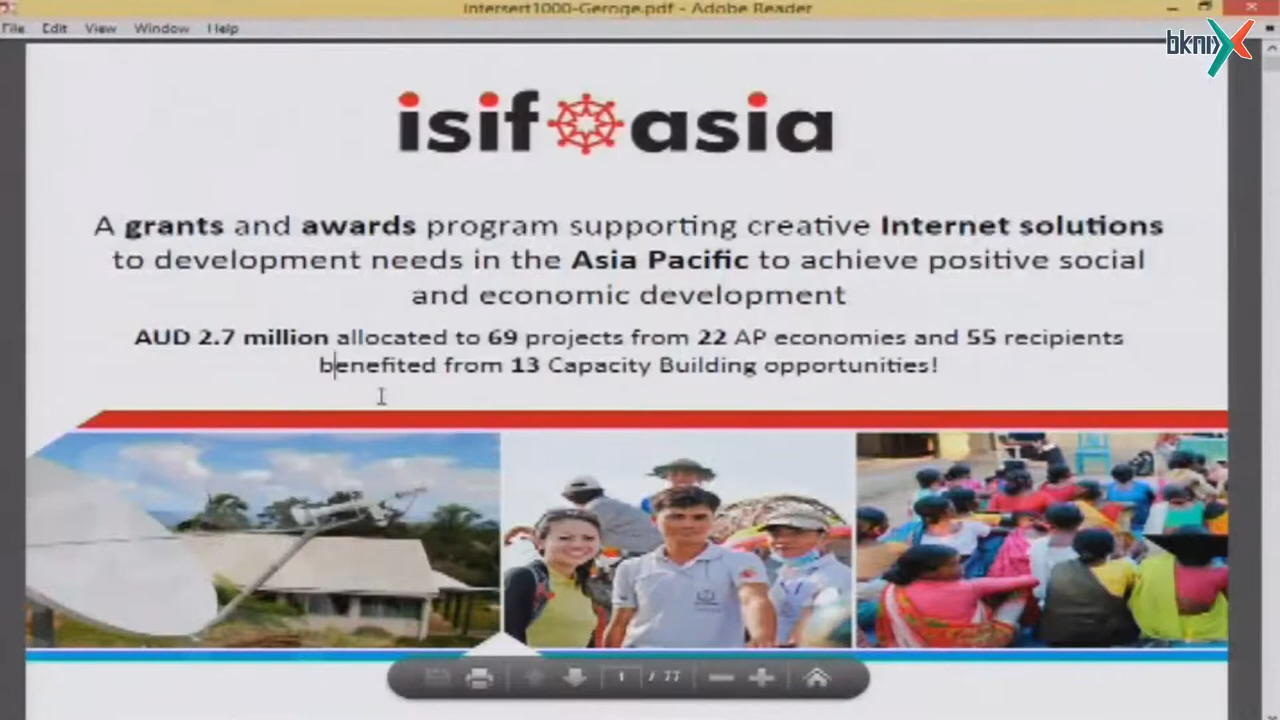 Intersert1000-Geroge.pdf - Adobe Reader
File Edit View Window Help
bknix
isif asia
A grants and awards program supporting creative Internet solutions
to development needs in the Asia Pacific to achieve positive social
and economic development
AUD 2.7 million allocated to 69 projects from 22 AP economies and 55 recipients
benefited from 13 Capacity Building opportunities!
1 / 77